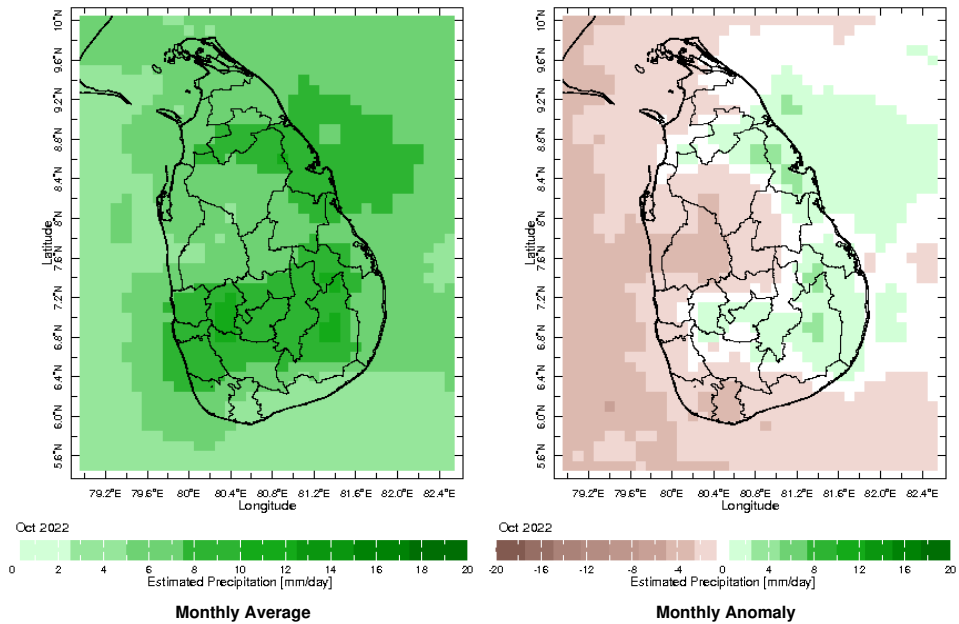 10°N
9.6°N
9.2°N
8.8°N
8.4°N
8°N
7.6°N
7.2°N
6.8°N
6.4°N
6.0°N
5.6°N
Latitude
79.2°E 79.6°E 80°E 80.4°E 80.8°E 81.2°E 81.6°E 82.0°E 82.4°E
Longitude
Oct 2022
0 2 4 6 8 10 12 14 16 18 20
Estimated Precipitation [mm/day]
Monthly Average
10°N
9.6°N
9.2°N
8.8°N
8.4°N
8°N
7.6°N
7.2°N
6.8°N
6.4°N
6.0°N
5.6°N
Latitude
79.2°E 79.6°E 80°E 80.4°E 80.8°E 81.2°E 81.6°E 82.0°E 82.4°E
Longitude
Oct 2022
-20 -16 -12 -8 -4 0 4 8 12 16 20
Estimated Precipitation [mm/day]
Monthly Anomaly